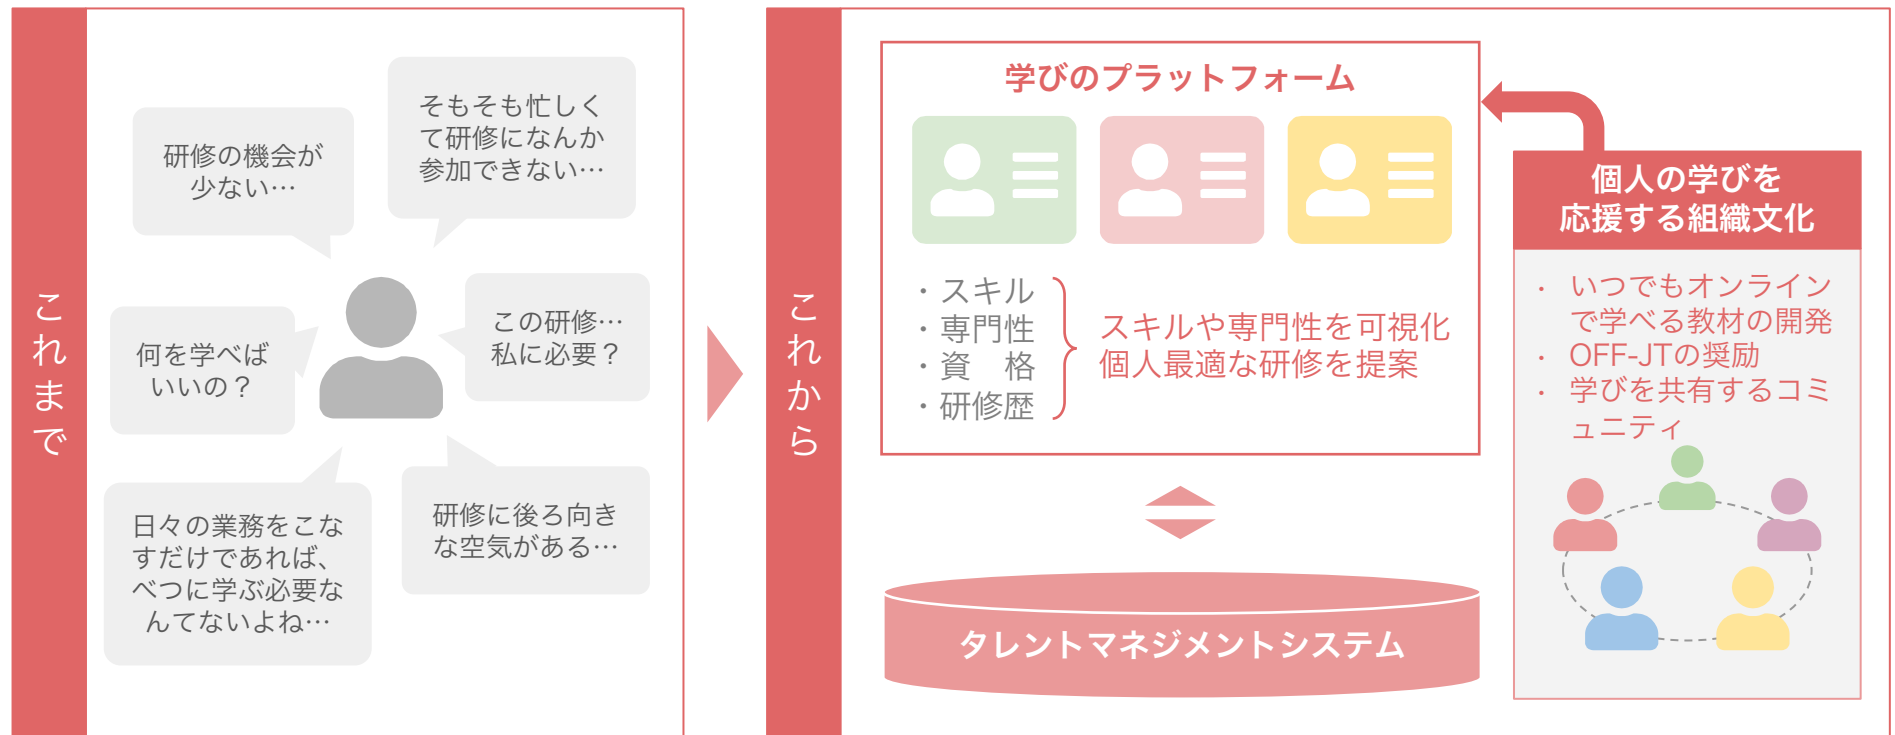 これまで
研修の機会が
少ない…
そもそも忙しく
て研修になんか
参加できない…
何を学べば
いいの？
この研修…
私に必要？
日々の業務をこな
すだけであれば、
べつに学ぶ必要な
んてないよね…
研修に後ろ向き
な空気がある…
これから
学びのプラットフォーム
・スキル
・専門性
・資　格
・研修歴
スキルや専門性を可視化
個人最適な研修を提案
タレントマネジメントシステム
個人の学びを
応援する組織文化
・ いつでもオンライン
で学べる教材の開発
・ OFF-JTの奨励
・ 学びを共有するコミ
ュニティ